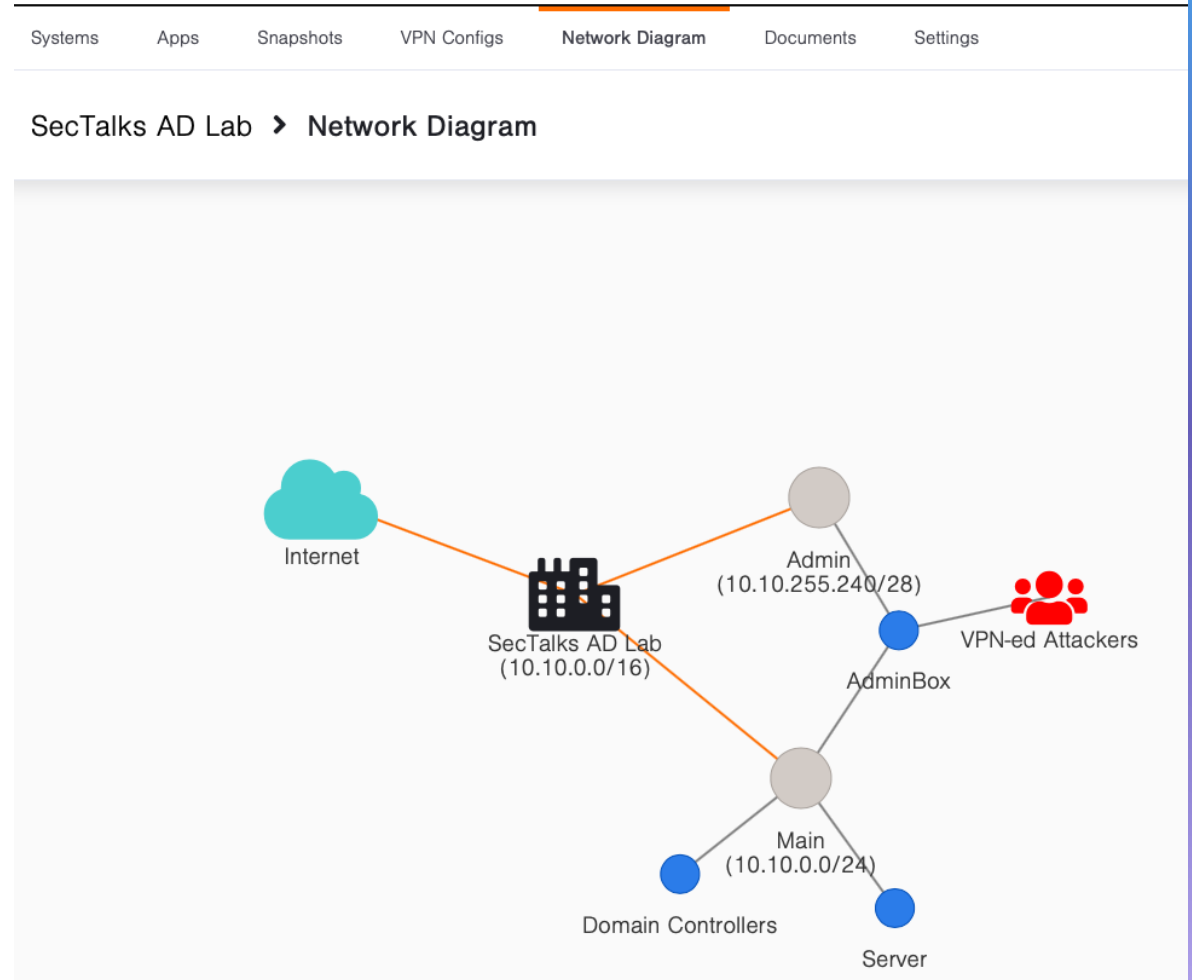 Systems Apps Snapshots VPN Configs Network Diagram Documents Settings
SecTalks AD Lab > Network Diagram
Internet
Admin
(10.10.255.240/28)
SecTalks AD Lab
(10.10.0.0/16)
VPN-ed Attackers
AdminBox
Main
(10.10.0.0/24)
Domain Controllers
Server